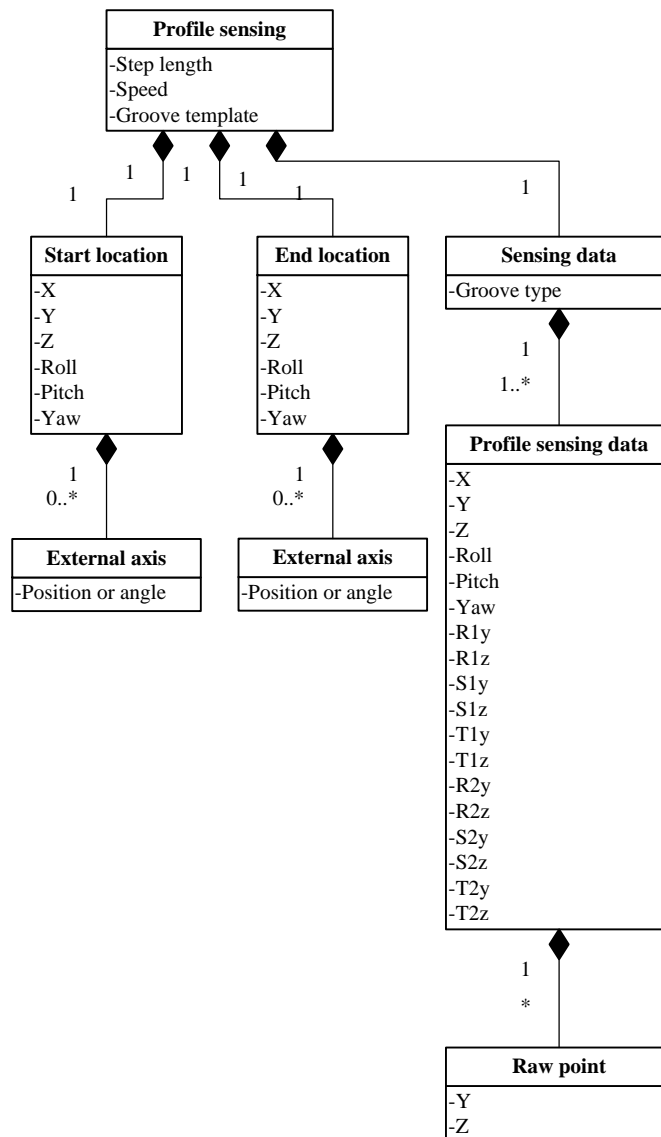 Profile sensing
-Step length
-Speed
-Groove template
1
1
1
1
1
1
Start location
-X
-Y
-Z
-Roll
-Pitch
-Yaw
End location
-X
-Y
-Z
-Roll
-Pitch
-Yaw
Sensing data
-Groove type
1
1..*
1
0..*
1
0..*
External axis
-Position or angle
External axis
-Position or angle
Profile sensing data
-X
-Y
-Z
-Roll
-Pitch
-Yaw
-R1y
-R1z
-S1y
-S1z
-T1y
-T1z
-R2y
-R2z
-S2y
-S2z
-T2y
-T2z
1
*
Raw point
-Y
-Z